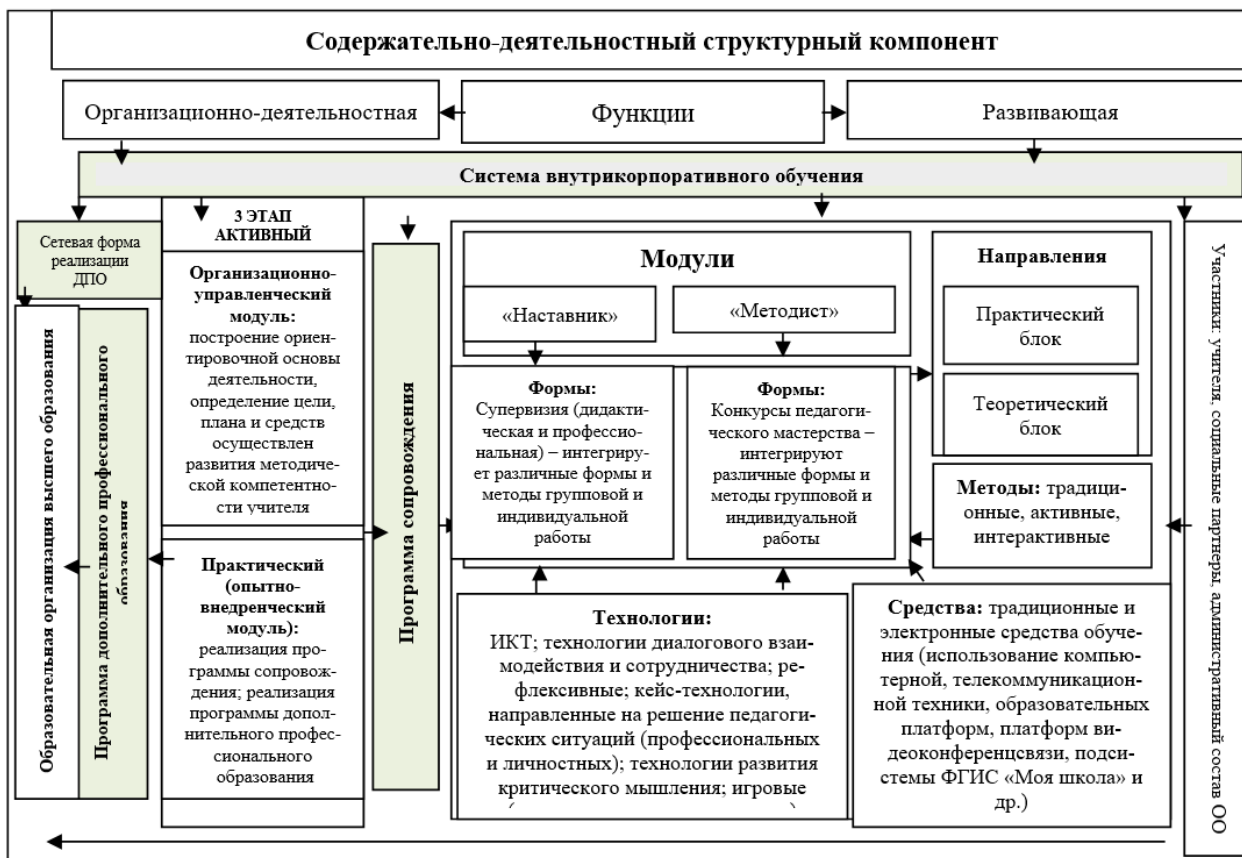 Содержательно-деятельностный структурный компонент
Организационно-деятельностная
Функции
Развивающая
Система внутрикорпоративного обучения
Сетевая форма
реализации
ДПО
Образовательная организация высшего образования
Программа дополнительного профессионального
образования
3 ЭТАП
АКТИВНЫЙ
Организационно-
управленческий
модуль:
построение ориен-
тировочной основы
деятельности,
определение цели,
плана и средств
осуществлен
развития методиче-
ской компетентно-
сти учителя
Практический
(опытно-
внедренческий
модуль):
реализация про-
граммы сопровож-
дения; реализация
программы допол-
нительного профес-
сионального
образования
Программа сопровождения
Модули
«Наставник»
«Методист»
Формы:
Супервизия (дидакти-
ческая и профессио-
нальная) – интегриру-
ет различные формы и
методы групповой и
индивидуальной
работы
Формы:
Конкурсы педагоги-
ческого мастерства –
интегрируют
различные формы и
методы групповой и
индивидуальной
работы
Технологии:
ИКТ; технологии диалогового взаи-
модействия и сотрудничества; ре-
флексивные; кейс-технологии,
направленные на решение педагоги-
ческих ситуаций (профессиональных
и личностных); технологии развития
критического мышления; игровые
Направления
Практический
блок
Теоретический
блок
Методы: традици-
онные, активные,
интерактивные
Средства: традиционные и
электронные средства обуче-
ния (использование компью-
терной, телекоммуникацион-
ной техники, образовательных
платформ, платформ ви-
деоконференцсвязи, подси-
стемы ФГИС «Моя школа» и
др.)
Участники: учителя, социальные партнеры, административный состав ОО